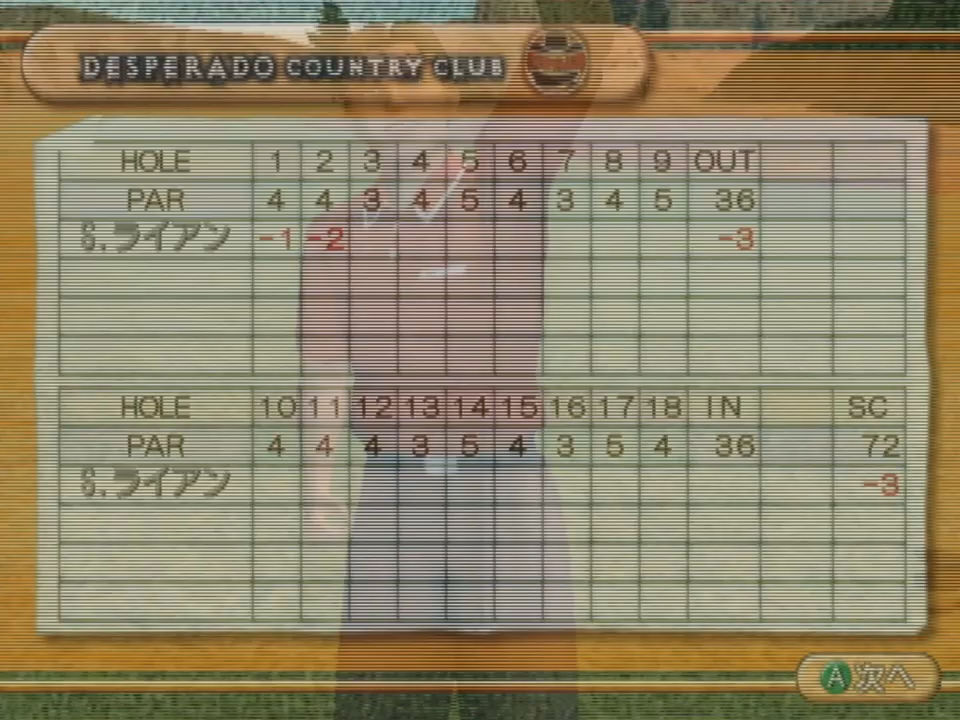 DESPERADO COUNTRY CLUB
HOLE 1 2 3 4 5 6 7 8 9 OUT
PAR 4 4 3 4 5 4 3 4 5 36
S.ライアン -1 -2 -3
HOLE 10 11 12 13 14 15 16 17 18 IN SC
PAR 4 4 4 3 5 4 3 5 4 36 72
S.ライアン -3
A次へ